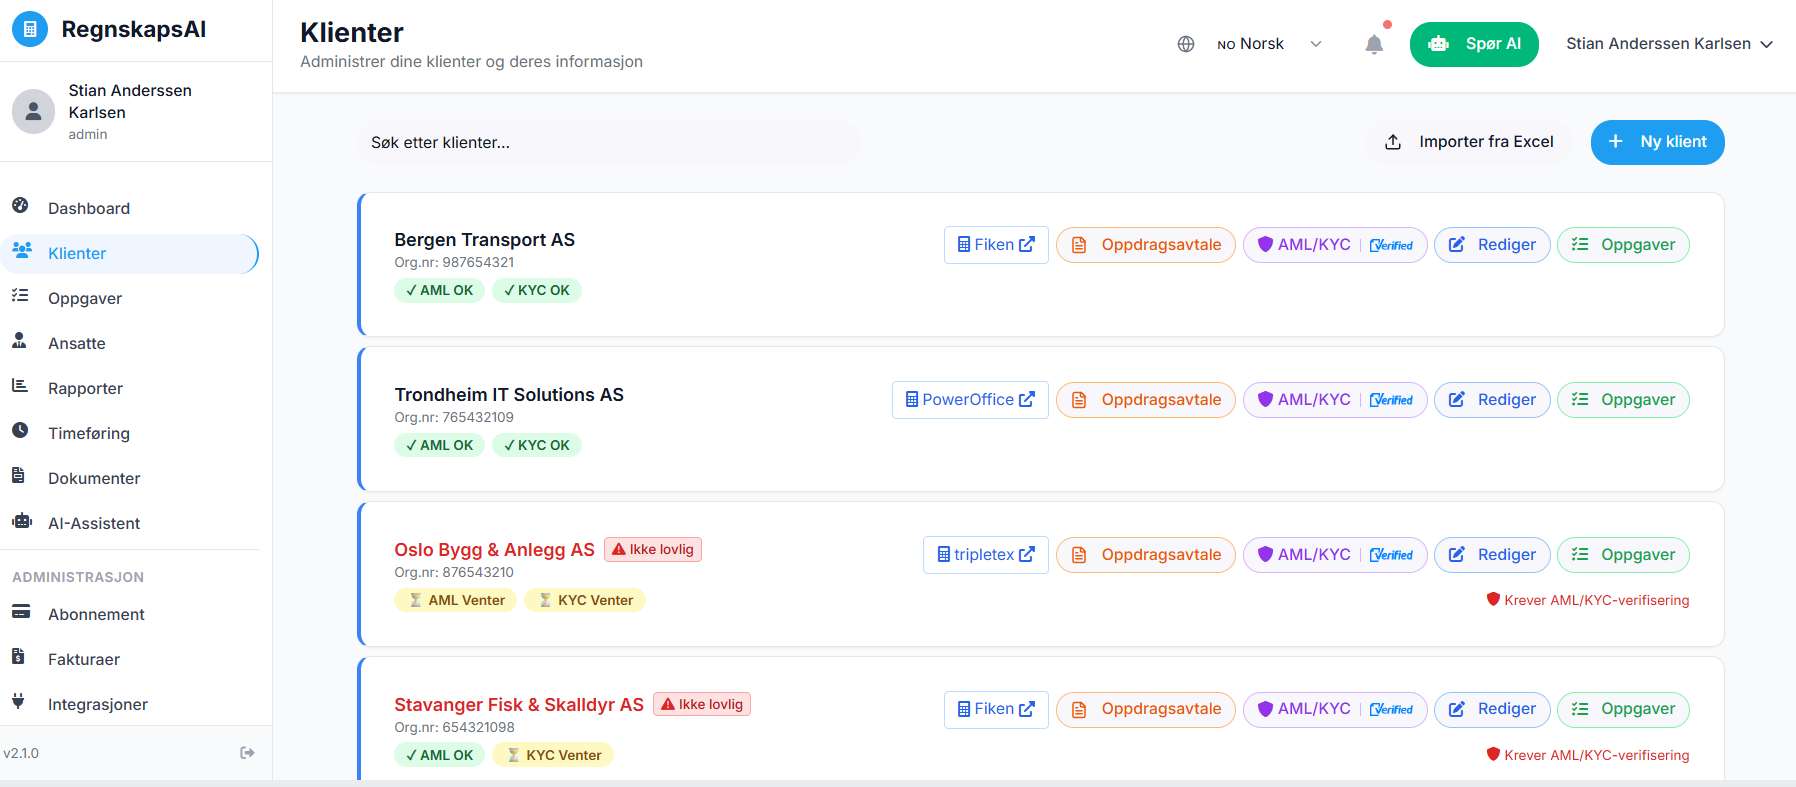 RegnskapsAI
Stian Anderssen
Karlsen
admin
Dashboard
Klienter
Oppgaver
Ansatte
Rapporter
Timeføring
Dokumenter
AI-Assistent
ADMINISTRASJON
Abonnement
Fakturaer
Integrasjoner
v2.1.0
Klienter
Administrer dine klienter og deres informasjon
NO Norsk
Spør AI
Stian Anderssen Karlsen
Søk etter klienter...
Importer fra Excel
+ Ny klient
Bergen Transport AS
Fiken
Oppdragsavtale
AML/KYC | Verified
Rediger
Oppgaver
Org.nr: 987654321
✓ AML OK
✓ KYC OK
Trondheim IT Solutions AS
PowerOffice
Oppdragsavtale
AML/KYC | Verified
Rediger
Oppgaver
Org.nr: 765432109
✓ AML OK
✓ KYC OK
Oslo Bygg & Anlegg AS
Ikke lovlig
tripletex
Oppdragsavtale
AML/KYC | Verified
Rediger
Oppgaver
Org.nr: 876543210
⏳ AML Venter
⏳ KYC Venter
Krever AML/KYC-verifisering
Stavanger Fisk & Skalldyr AS
Ikke lovlig
Fiken
Oppdragsavtale
AML/KYC | Verified
Rediger
Oppgaver
Org.nr: 654321098
✓ AML OK
⏳ KYC Venter
Krever AML/KYC-verifisering